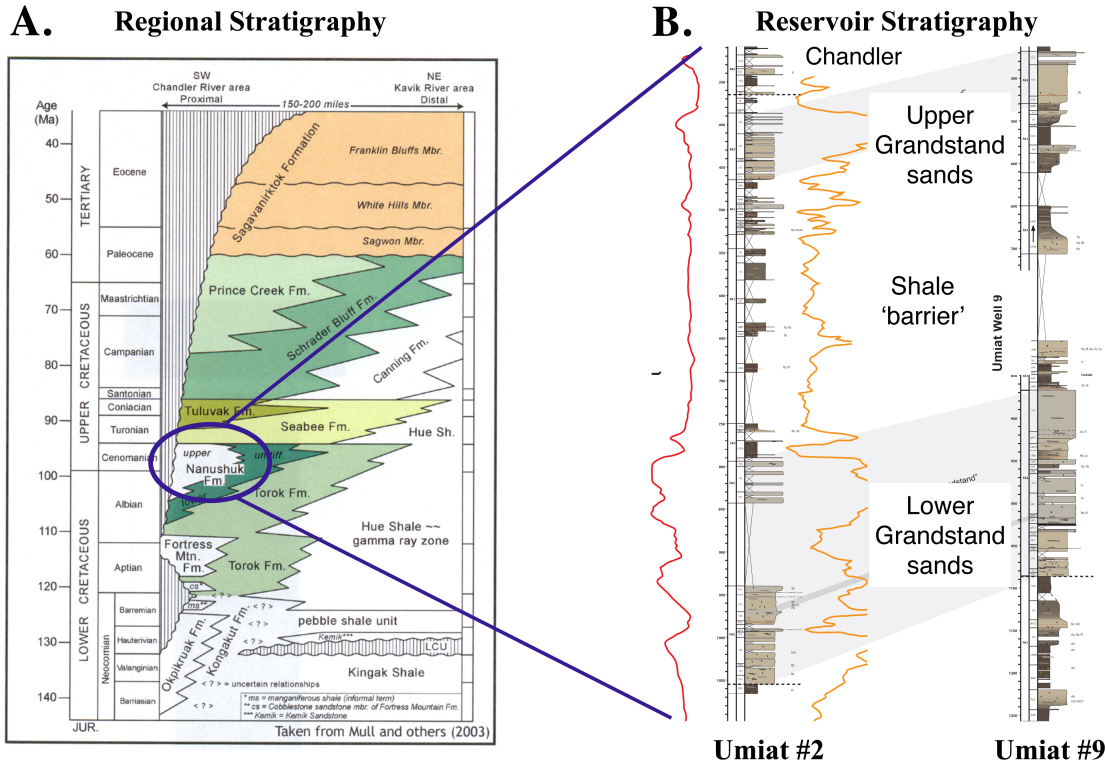 A.
Regional Stratigraphy
Age
(Ma)
SW
Chandler River area
Proximal
NE
Kavik River area
Distal
150-200 miles
40
50
60
70
80
90
100
110
120
130
140
TERTIARY
UPPER CRETACEOUS
LOWER CRETACEOUS
Neocomian
JUR.
Eocene
Paleocene
Maastrichtian
Campanian
Santonian
Coniacian
Turonian
Cenomanian
Albian
Aptian
Barremian
Hauterivian
Valanginian
Barriasian
Sagavanirktok Formation
Franklin Bluffs Mbr.
White Hills Mbr.
Sagwon Mbr.
Prince Creek Fm.
Schrader Bluff Fm.
Canning Fm.
Tuluvak Fm.
Seabee Fm.
Hue Sh.
upper
undiff.
Nanushuk
Fm.
lower
Torok Fm.
Hue Shale ~~
gamma ray zone
Fortress
Mtn.
Fm.
Torok Fm.
cs*
ms**
< ? >
< ? >
< ? >
< ? >
pebble shale unit
Kemik***
LCU
Kingak Shale
Okpikruak Fm.
Kongakut Fm.
< ? > = uncertain relationships
< ? >
* ms = manganiferous shale (informal term)
** cs = Cobblestone sandstone mbr. of Fortress Mountain Fm.
*** Kemik = Kemik Sandstone
Taken from Mull and others (2003)
B.
Reservoir Stratigraphy
Chandler
Upper
Grandstand
sands
Shale
'barrier'
Umiat Well 9
Lower
Grandstand
sands
Umiat #2
Umiat #9